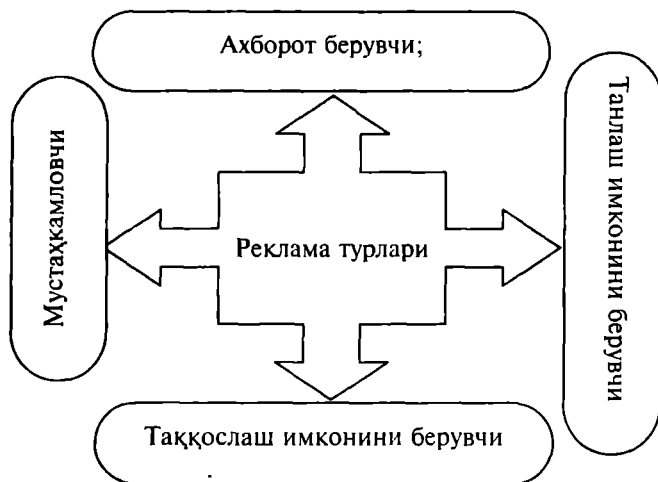 Ахборот берувчи;
Мустаҳкамловчи
Реклама турлари
Танлаш имконини берувчи
Таққослаш имконини берувчи